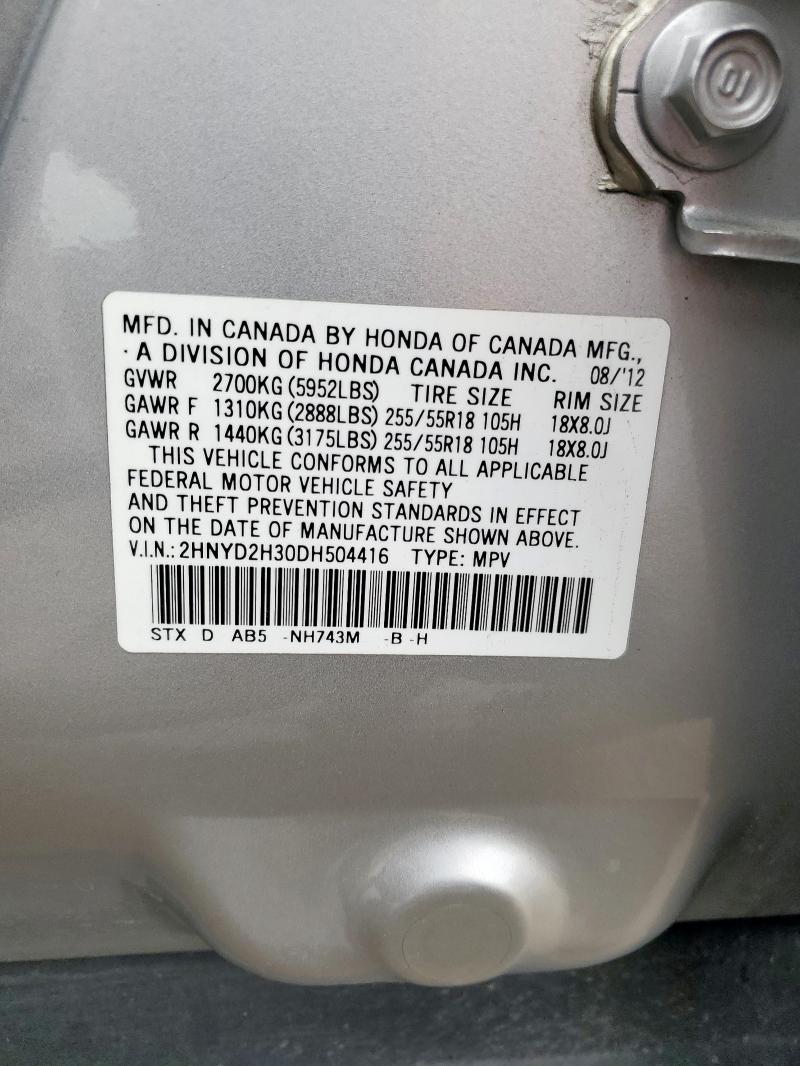 10
MFD. IN CANADA BY HONDA OF CANADA MFG.,
A DIVISION OF HONDA CANADA INC. 08/'12
GVWR 2700KG (5952LBS) TIRE SIZE RIM SIZE
GAWR F 1310KG (2888LBS) 255/55R18 105H 18X8.0J
GAWR R 1440KG (3175LBS) 255/55R18 105H 18X8.0J
THIS VEHICLE CONFORMS TO ALL APPLICABLE
FEDERAL MOTOR VEHICLE SAFETY
AND THEFT PREVENTION STANDARDS IN EFFECT
ON THE DATE OF MANUFACTURE SHOWN ABOVE.
V.I.N.: 2HNYD2H30DH504416 TYPE: MPV
STX D AB5 -NH743M -B -H